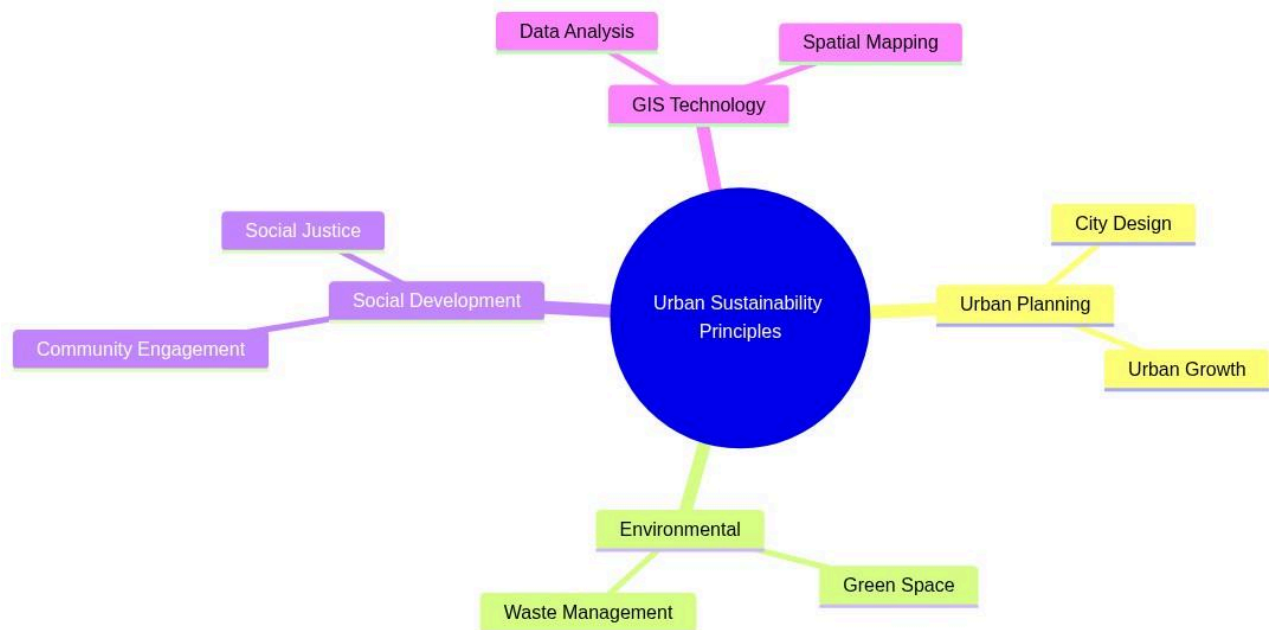 Data Analysis
Spatial Mapping
GIS Technology
Social Justice
City Design
Social Development
Urban Sustainability
Principles
Urban Planning
Community Engagement
Urban Growth
Environmental
Green Space
Waste Management